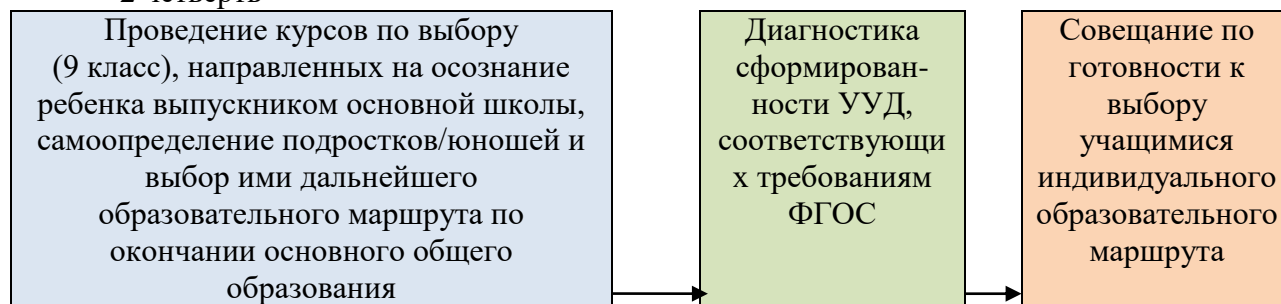 2 четверть
Проведение курсов по выбору
(9 класс), направленных на осознание
ребенка выпускником основной школы,
самоопределение подростков/юношей и
выбор ими дальнейшего
образовательного маршрута по
окончании основного общего
образования
Диагностика
сформирован-
ности УУД,
соответствующи
х требованиям
ФГОС
Совещание по
готовности к
выбору
учащимися
индивидуального
образовательного
маршрута